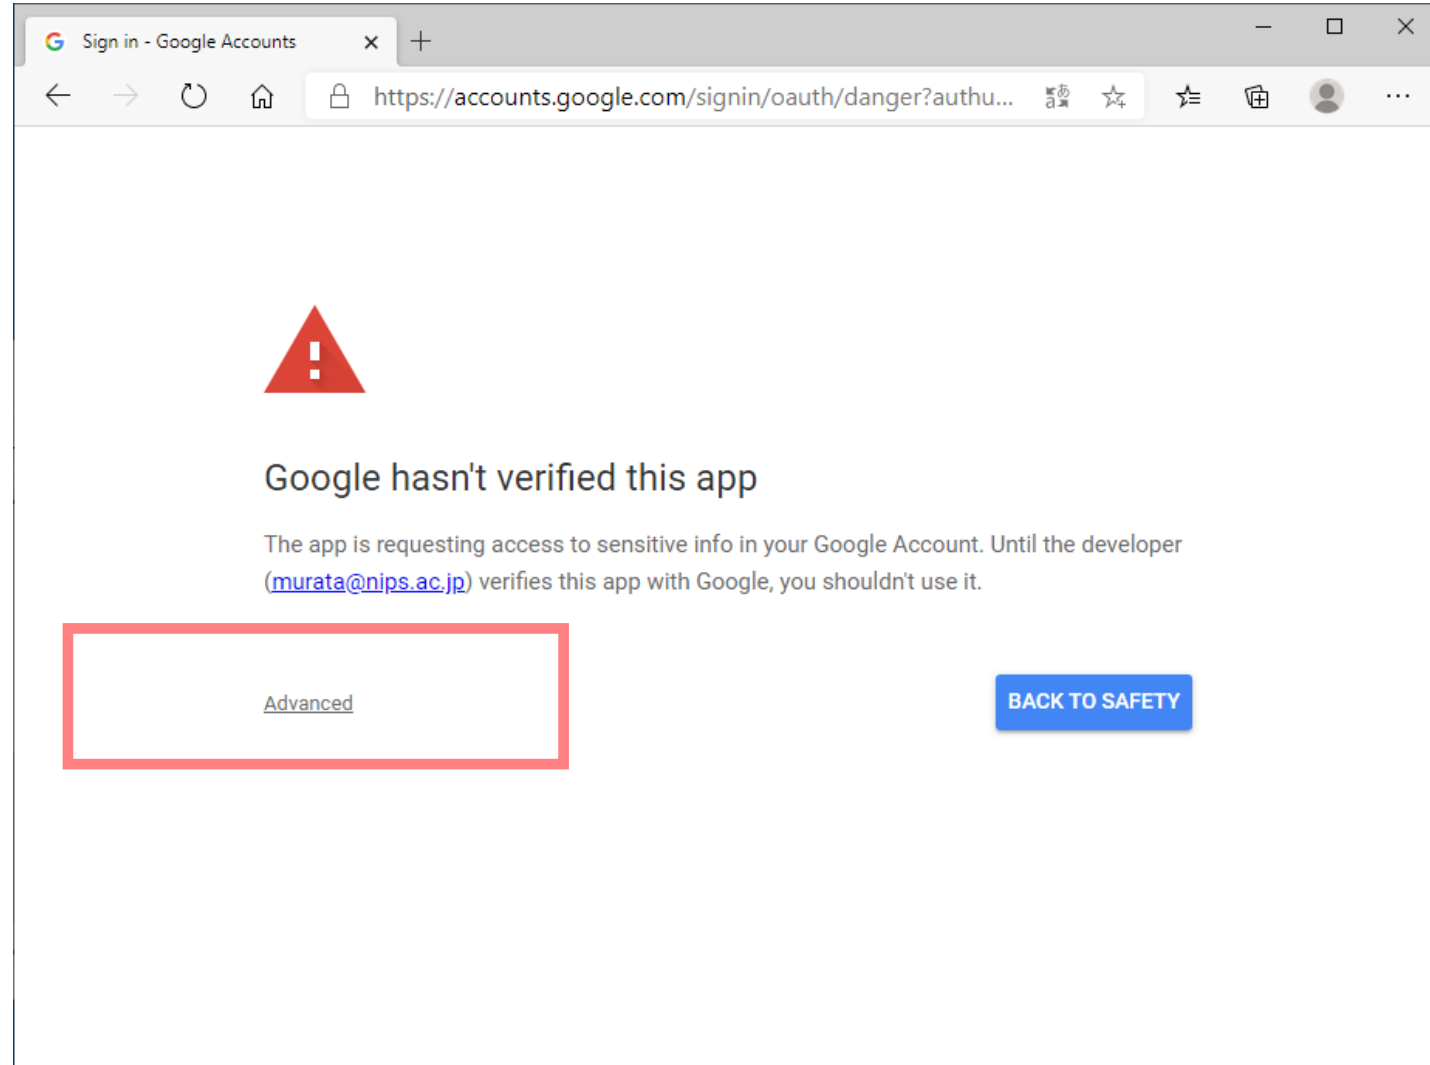 Sign in - Google Accounts
https://accounts.google.com/signin/oauth/danger?authu...
Google hasn't verified this app
The app is requesting access to sensitive info in your Google Account. Until the developer
(murata@nips.ac.jp) verifies this app with Google, you shouldn't use it.
Advanced
BACK TO SAFETY